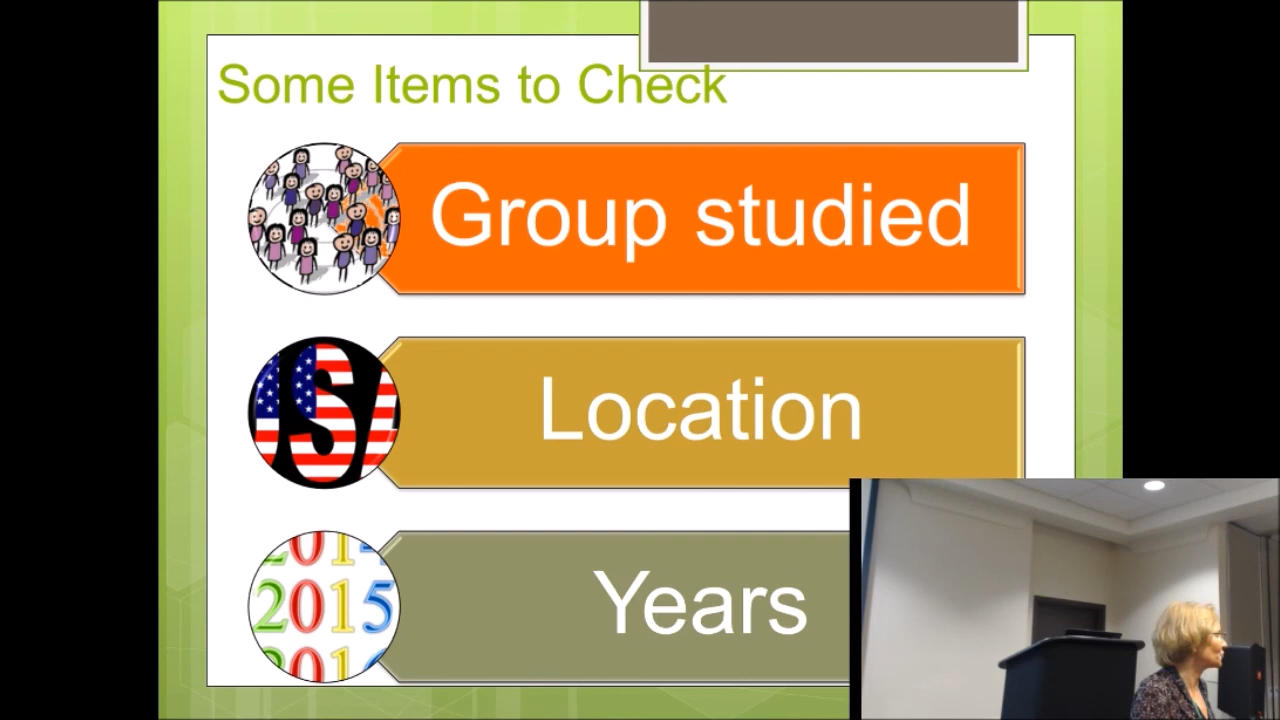 Some Items to Check
Group studied
Location
S
Years
2015